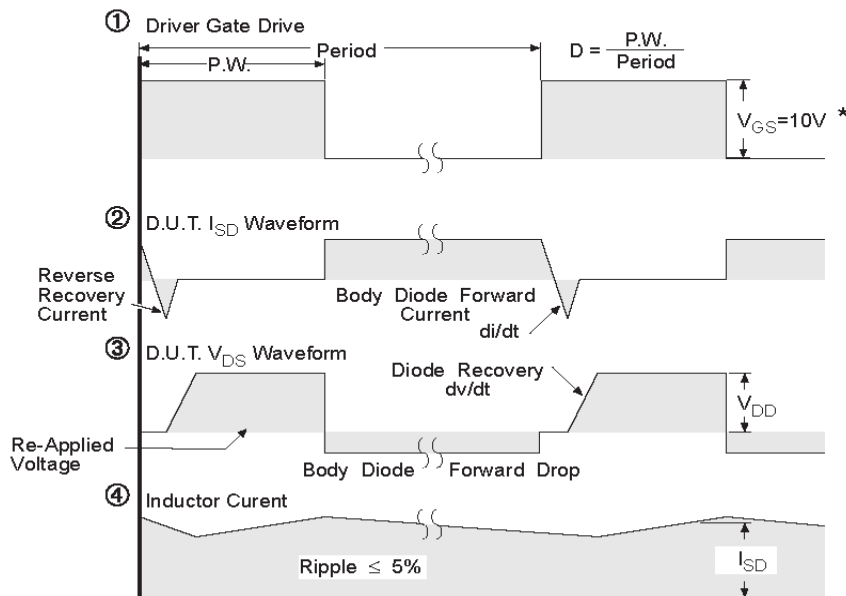 ① Driver Gate Drive
Period
P.W.
D = P.W. / Period
V_GS=10V *
② D.U.T. I_SD Waveform
Reverse
Recovery
Current
Body Diode Forward
Current
di/dt
③ D.U.T. V_DS Waveform
Diode Recovery
dv/dt
V_DD
Re-Applied
Voltage
Body Diode Forward Drop
④ Inductor Curent
Ripple ≤ 5%
I_SD